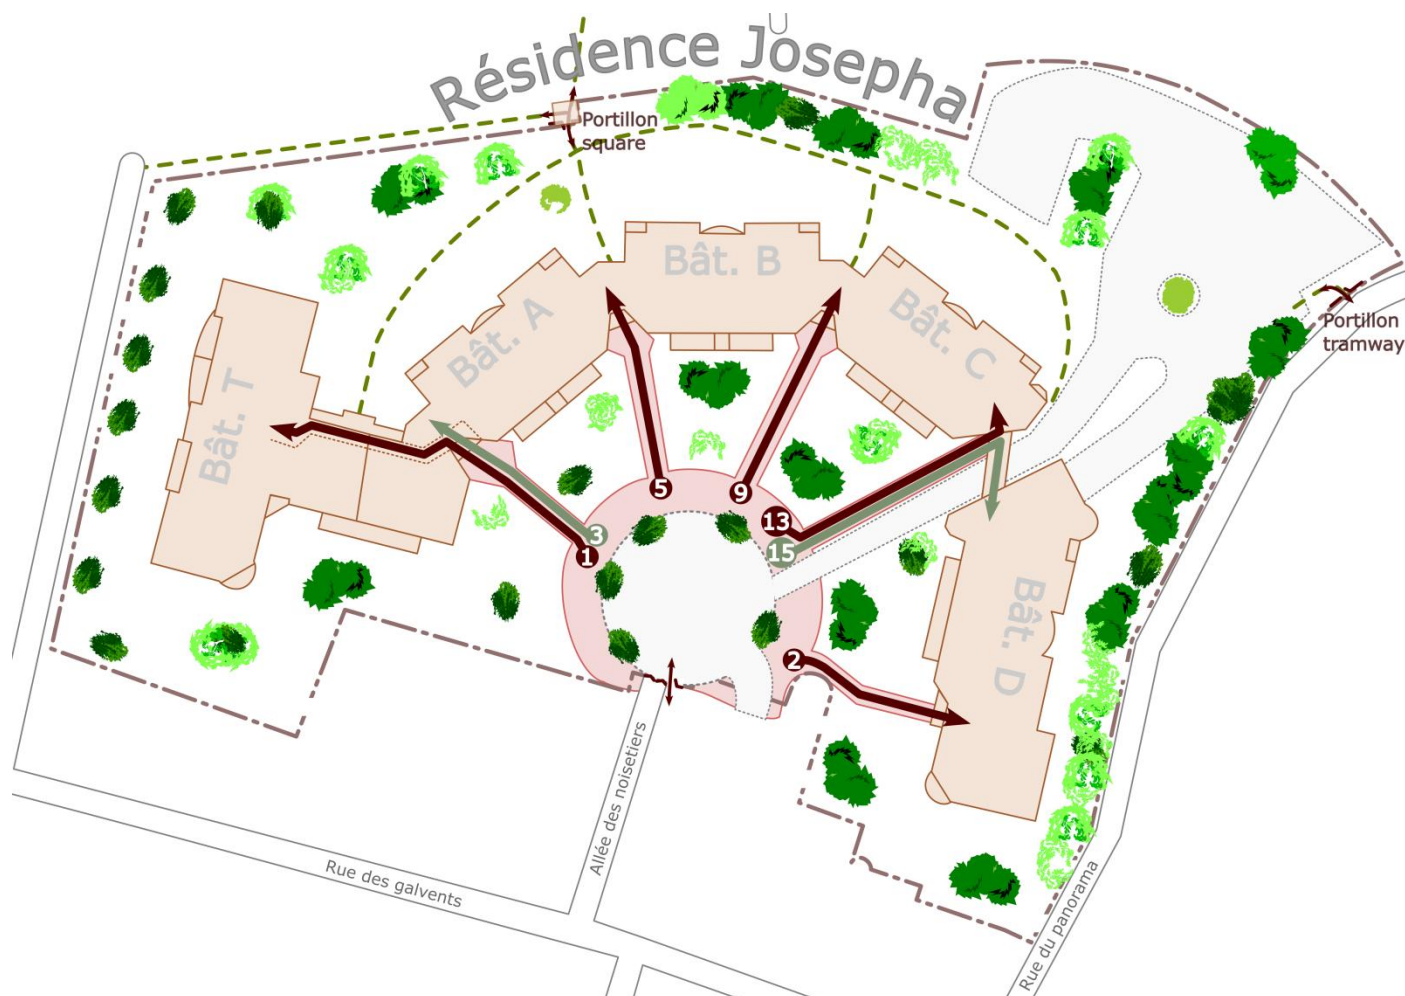 Résidence Josepha
Portillon
square
Bât. B
Bât. A
Bât. C
Portillon
tramway
Bât. T
5
9
13
3
15
1
Bât. D
2
Allée des noisetiers
Rue des galvents
Rue du panorama